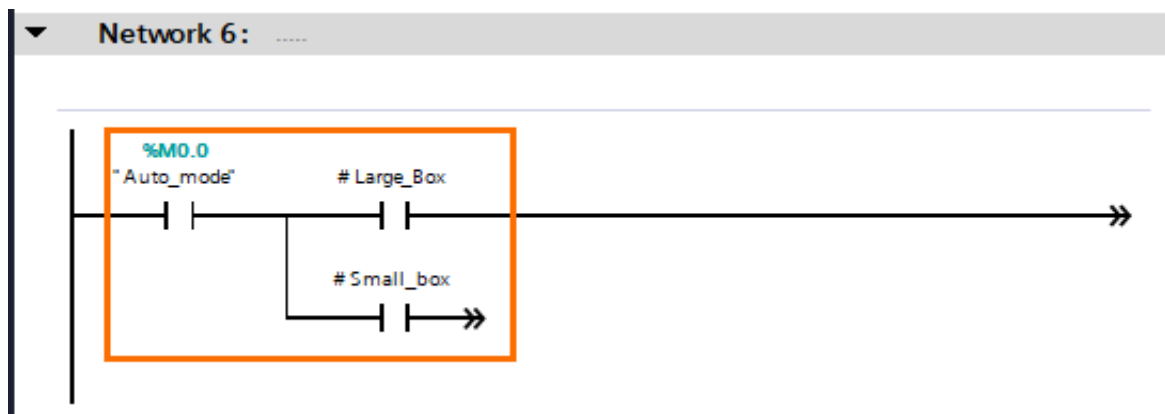 Network 6: .....
%M0.0
"Auto_mode"
#Large_Box
#Small_box